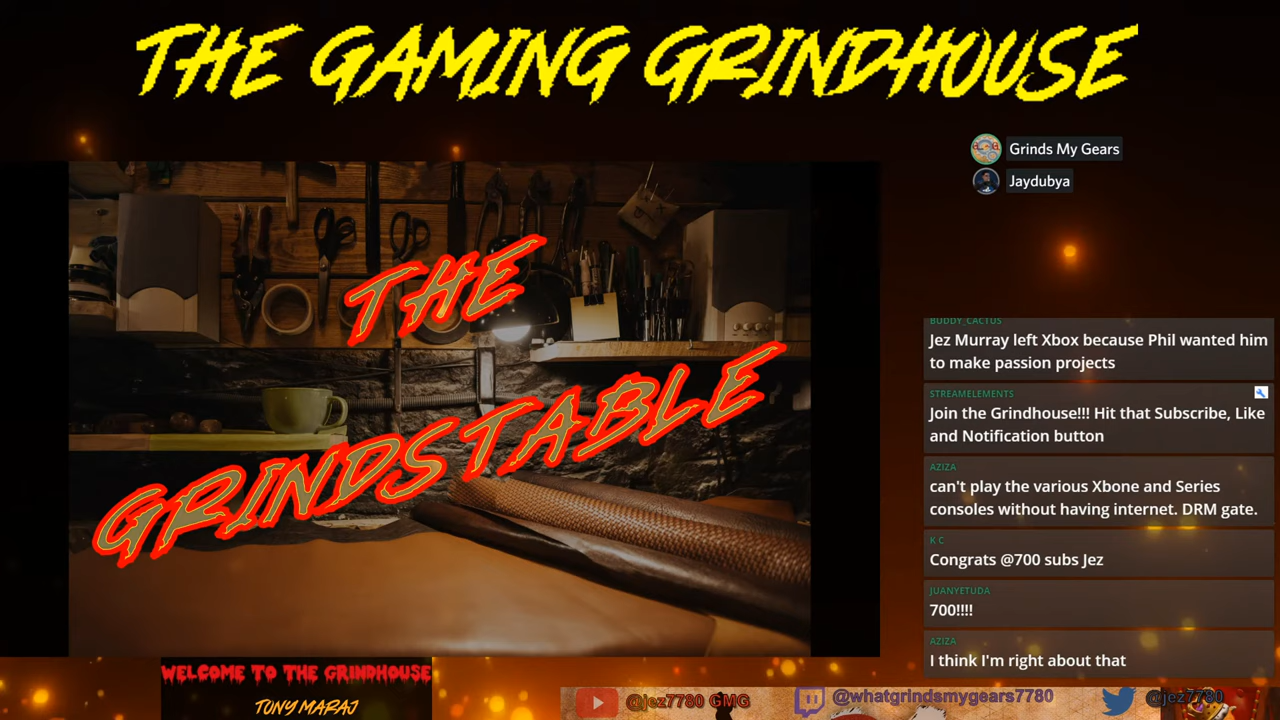 THE GAMING GRINDHOUSE
Grinds My Gears
Jaydubya
THE
GRINDSTABLE
BUDDY_CACTUS
Jez Murray left Xbox because Phil wanted him
to make passion projects
STREAMELEMENTS
Join the Grindhouse!!! Hit that Subscribe, Like
and Notification button
AZIZA
can't play the various Xbone and Series
consoles without having internet. DRM gate.
K C
Congrats @700 subs Jez
JUANYETUDA
700!!!!
AZIZA
I think I'm right about that
WELCOME TO THE GRINDHOUSE
TONY MARAJ
@jez7780 GMG
@whatgrindsmygears7780
@jez7780